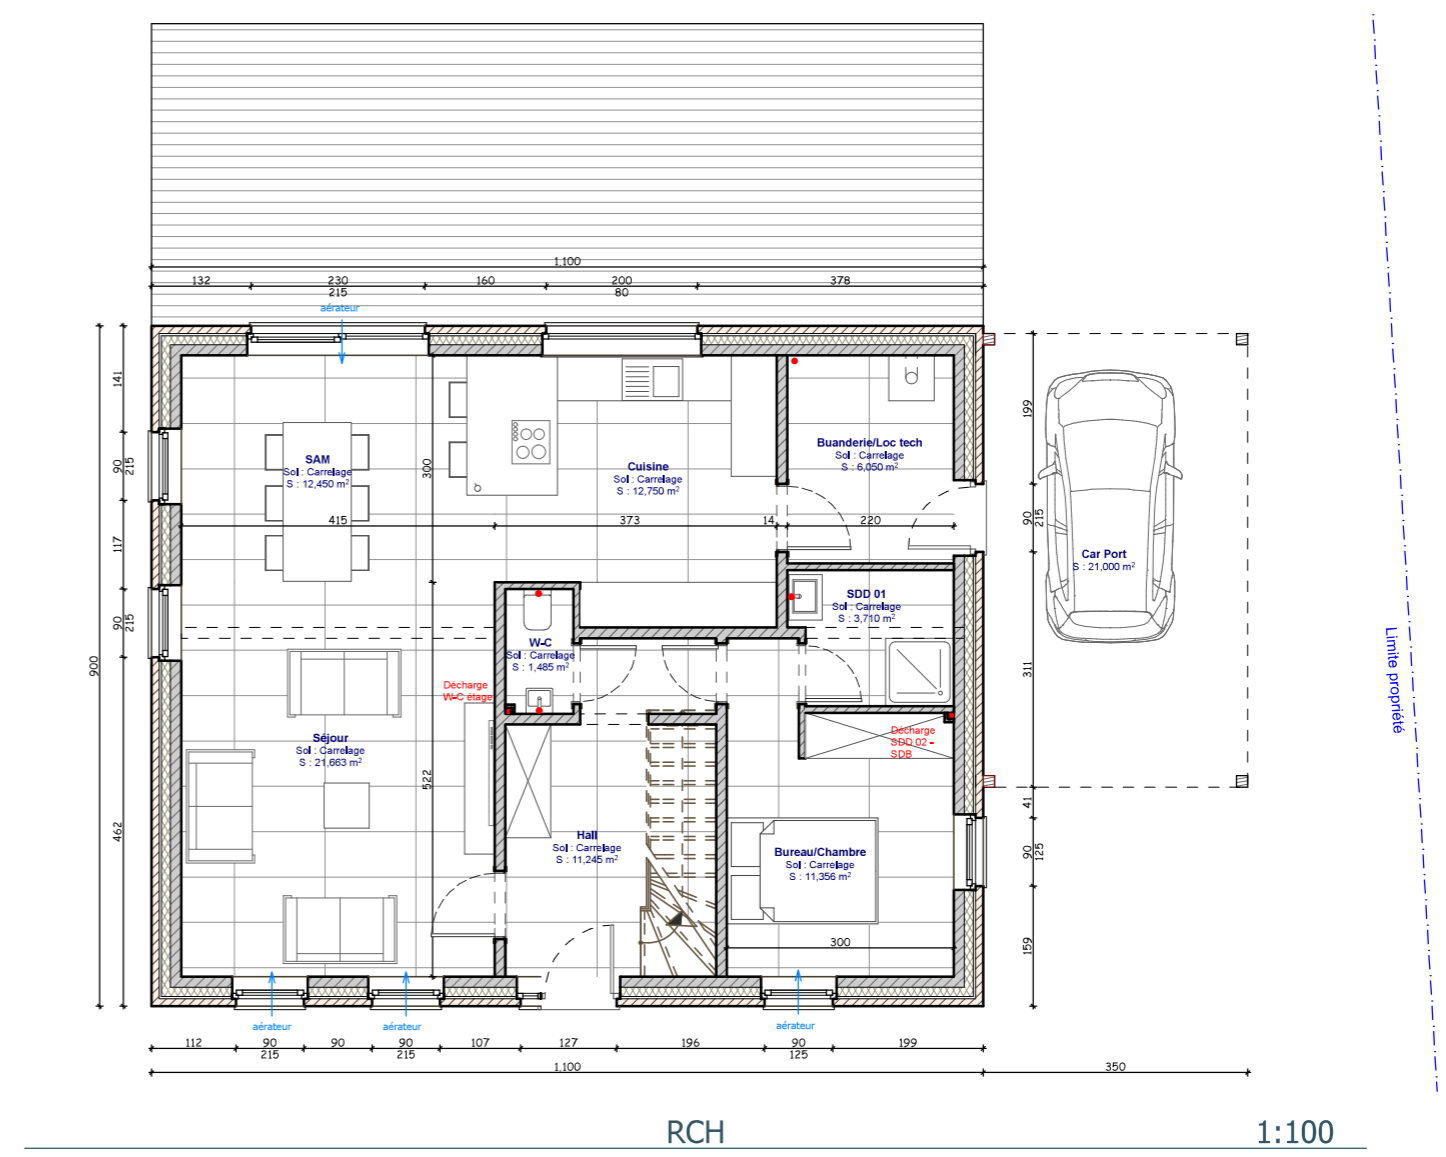 1,100
132
230
215
160
200
80
378
aérateur
141
90
215
117
90
215
900
462
SAM
Sol : Carrelage
S : 12,450 m²
300
415
Cuisine
Sol : Carrelage
S : 12,750 m²
373
14
Buanderie/Loc tech
Sol : Carrelage
S : 6,050 m²
220
199
90
215
311
41
90
125
159
Car Port
S : 21,000 m²
Limite propriété
SDD 01
Sol : Carrelage
S : 3,710 m²
W-C
Sol : Carrelage
S : 1,485 m²
Décharge
W-C étage
Séjour
Sol : Carrelage
S : 21,663 m²
522
Décharge
SDD 02 -
SDB
Hall
Sol : Carrelage
S : 11,245 m²
Bureau/Chambre
Sol : Carrelage
S : 11,356 m²
300
aérateur
aérateur
aérateur
112
90
215
90
90
215
107
127
196
90
125
199
1,100
350
RCH
1:100